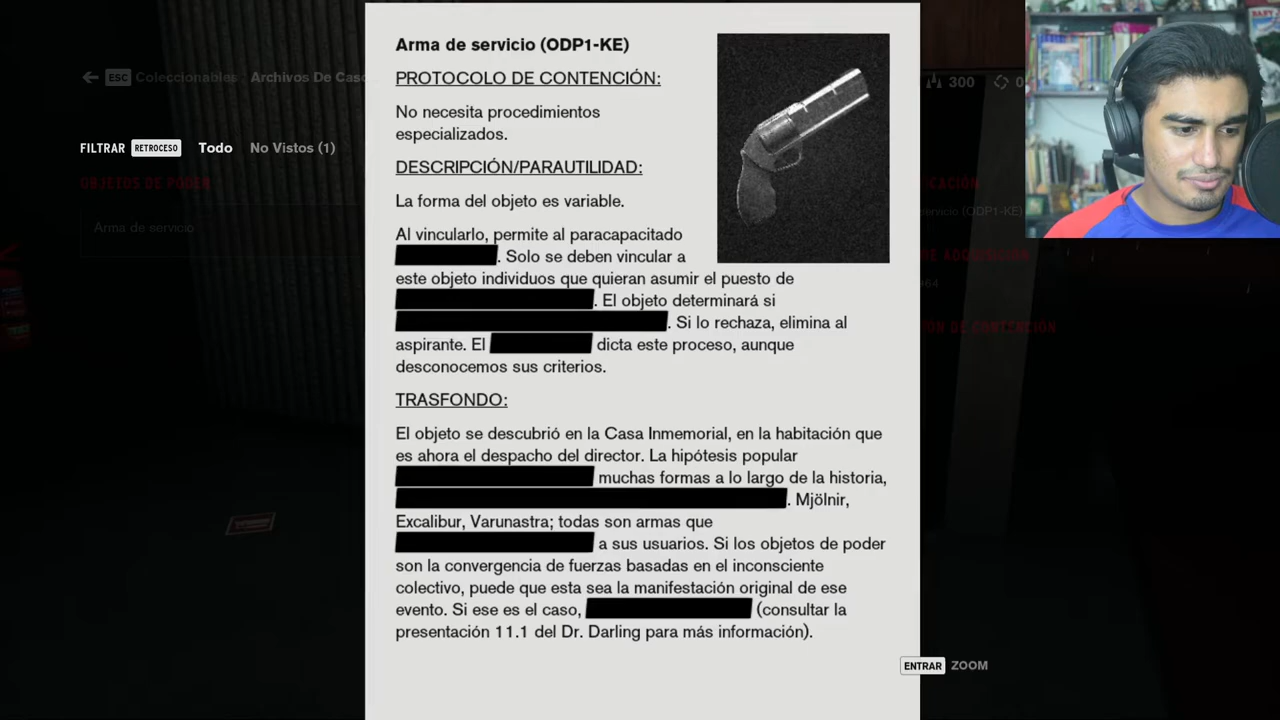 ESC Coleccionables Archivos De Caso
300
FILTRAR RETROCESO Todo No Vistos (1)
OBJETOS DE PODER
Arma de servicio
Arma de servicio (ODP1-KE)
PROTOCOLO DE CONTENCIÓN:
No necesita procedimientos
especializados.
DESCRIPCIÓN/PARAUTILIDAD:
La forma del objeto es variable.
Al vincularlo, permite al paracapacitado
. Solo se deben vincular a
este objeto individuos que quieran asumir el puesto de
. El objeto determinará si
. Si lo rechaza, elimina al
aspirante. El dicta este proceso, aunque
desconocemos sus criterios.
TRASFONDO:
El objeto se descubrió en la Casa Inmemorial, en la habitación que
es ahora el despacho del director. La hipótesis popular
muchas formas a lo largo de la historia,
. Mjölnir,
Excalibur, Varunastra; todas son armas que
a sus usuarios. Si los objetos de poder
son la convergencia de fuerzas basadas en el inconsciente
colectivo, puede que esta sea la manifestación original de ese
evento. Si ese es el caso, (consultar la
presentación 11.1 del Dr. Darling para más información).
(ODP1-KE)
ENTRAR ZOOM